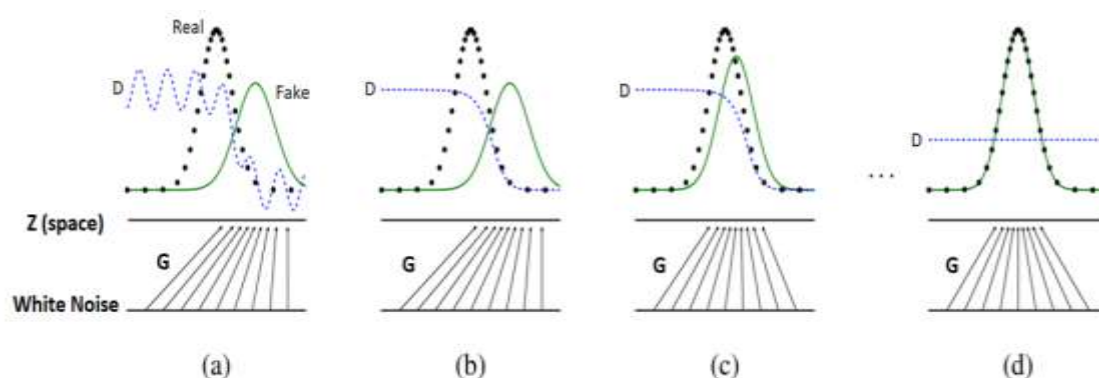 Real
D
Fake
D
D
D
. . .
Z (space)
G
G
G
G
White Noise
(a)
(b)
(c)
(d)